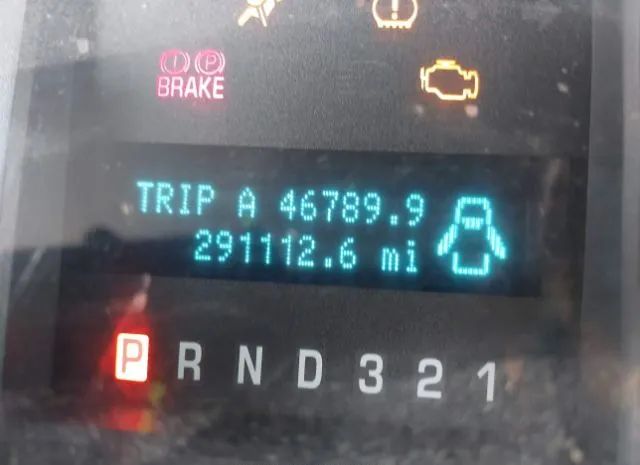 BRAKE
TRIP A 46789.9
291112.6 mi
P R N D 3 2 1